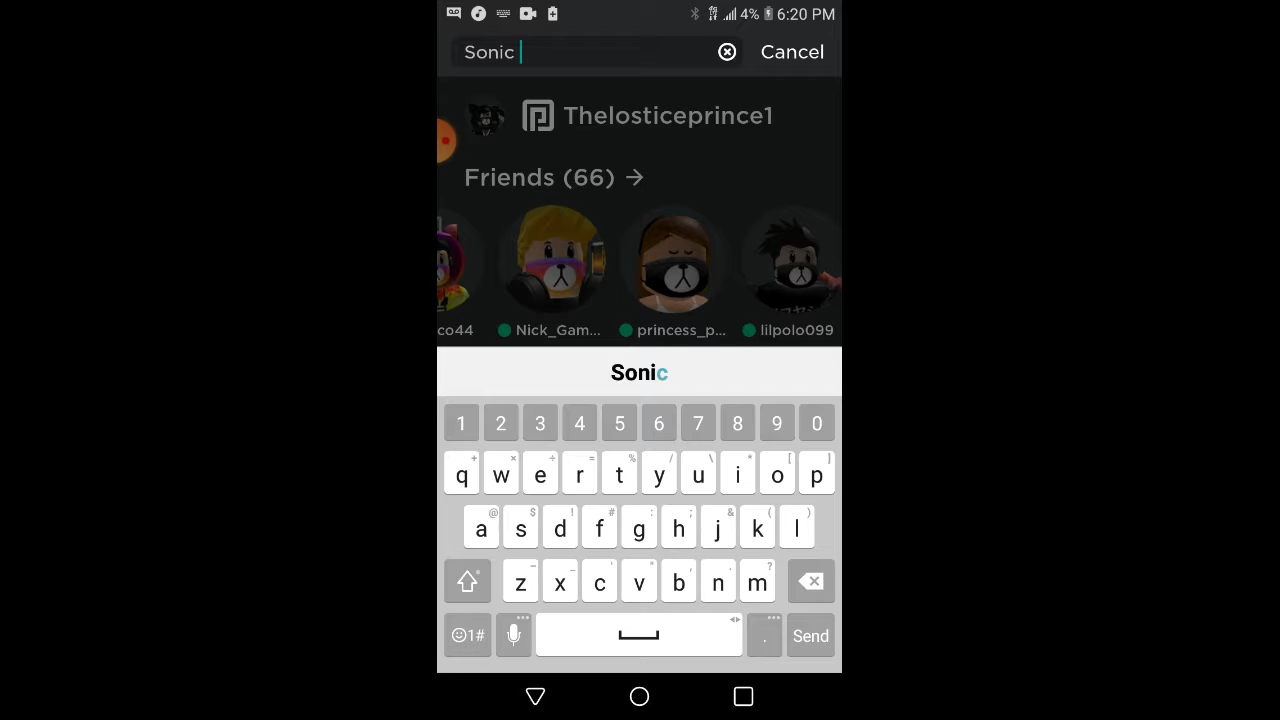 4% 6:20 PM
Sonic
Cancel
Thelosticeprince1
Friends (66) →
co44
Nick_Gam...
princess_p...
lilpolo099
Sonic
1 2 3 4 5 6 7 8 9 0
q w e r t y u i o p
a s d f g h j k l
z x c v b n m
☺1# . Send